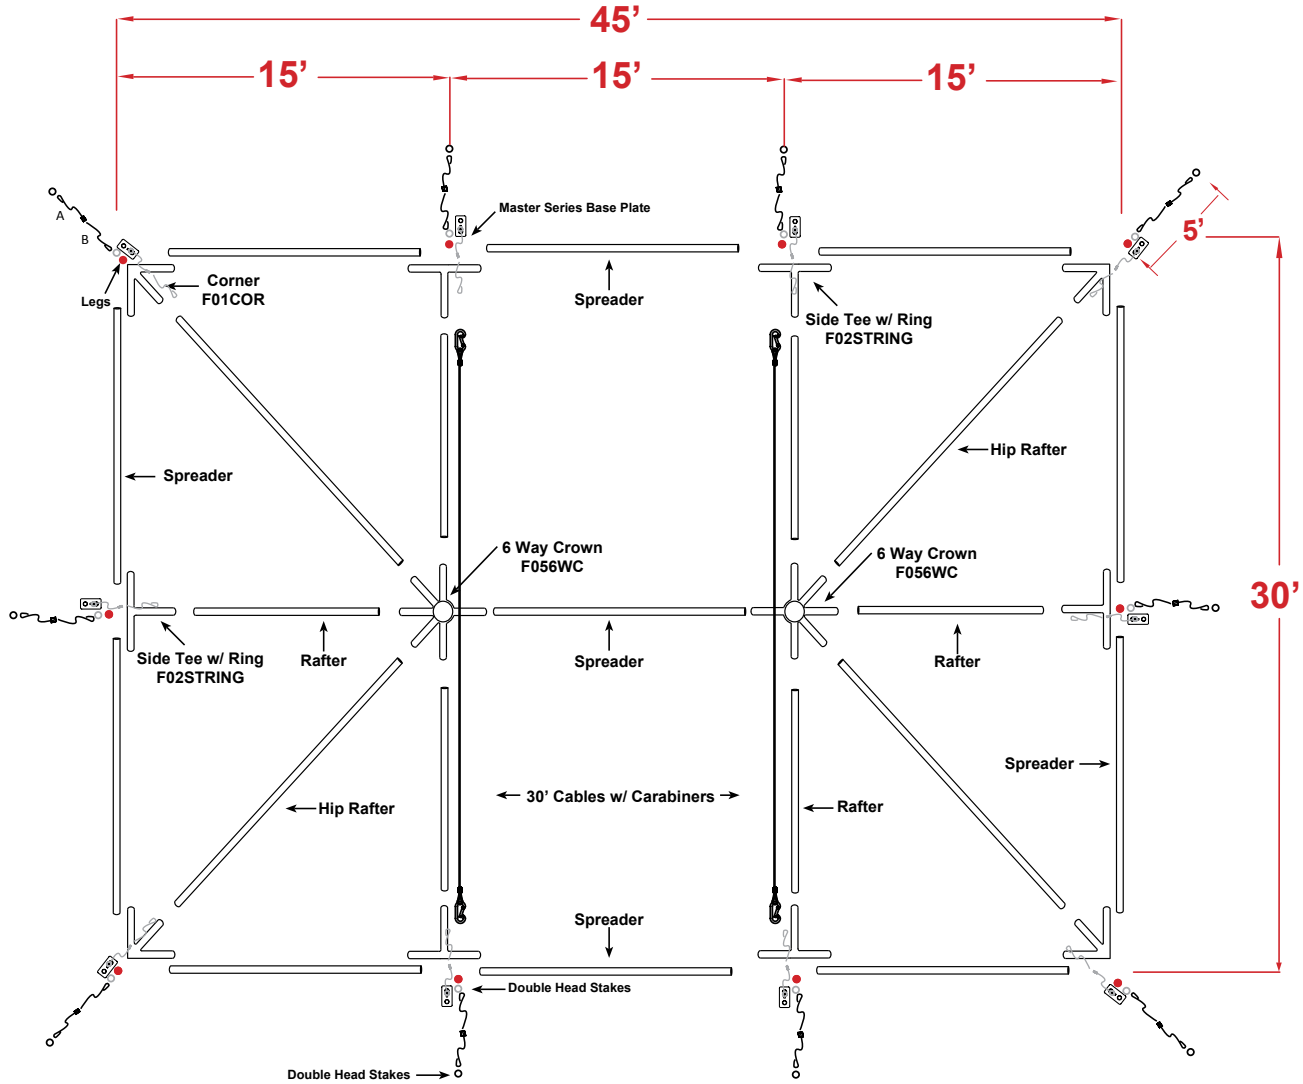 45’
15’
15’
15’
Master Series Base Plate
A
B
5’
Legs
Corner
F01COR
Spreader
Side Tee w/ Ring
F02STRING
Hip Rafter
Spreader
6 Way Crown
F056WC
6 Way Crown
F056WC
30’
Side Tee w/ Ring
F02STRING
Rafter
Spreader
Rafter
Spreader
Hip Rafter
30’ Cables w/ Carabiners
Rafter
Spreader
Double Head Stakes
Double Head Stakes